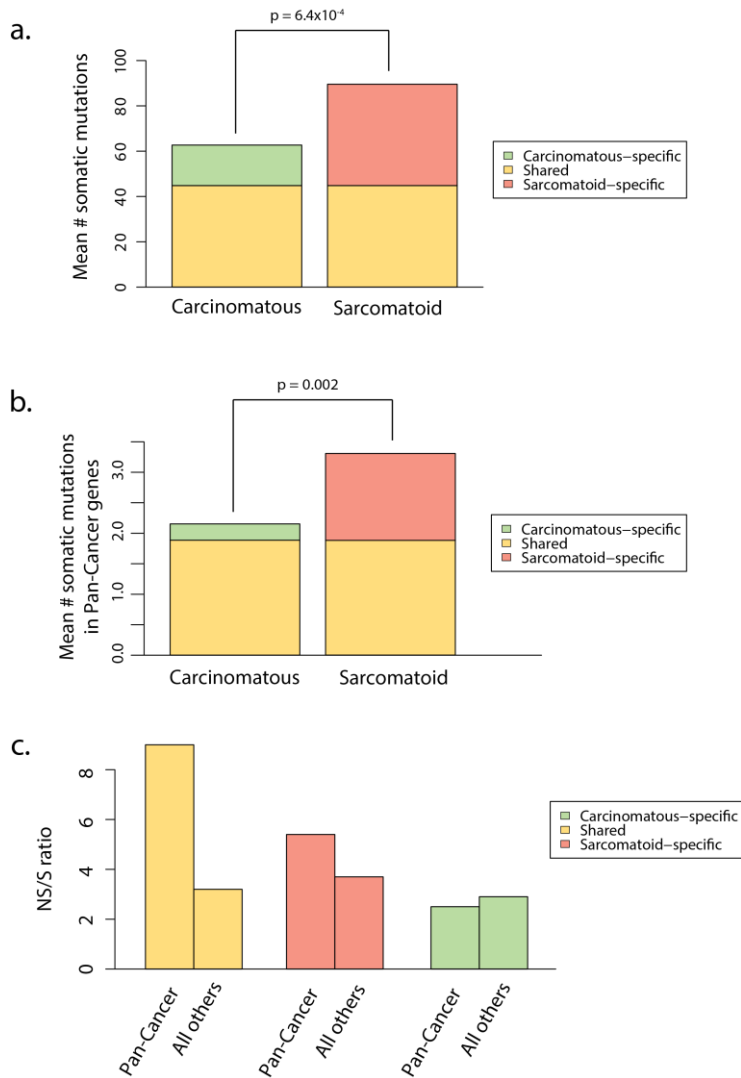 a.
p = 6.4x10⁻⁴
Mean # somatic mutations
100
80
60
40
20
0
Carcinomatous
Sarcomatoid
Carcinomatous–specific
Shared
Sarcomatoid–specific
b.
p = 0.002
Mean # somatic mutations
in Pan-Cancer genes
3.0
2.0
1.0
0.0
Carcinomatous
Sarcomatoid
Carcinomatous–specific
Shared
Sarcomatoid–specific
c.
NS/S ratio
8
6
4
2
0
Pan-Cancer
All others
Pan-Cancer
All others
Pan-Cancer
All others
Carcinomatous–specific
Shared
Sarcomatoid–specific